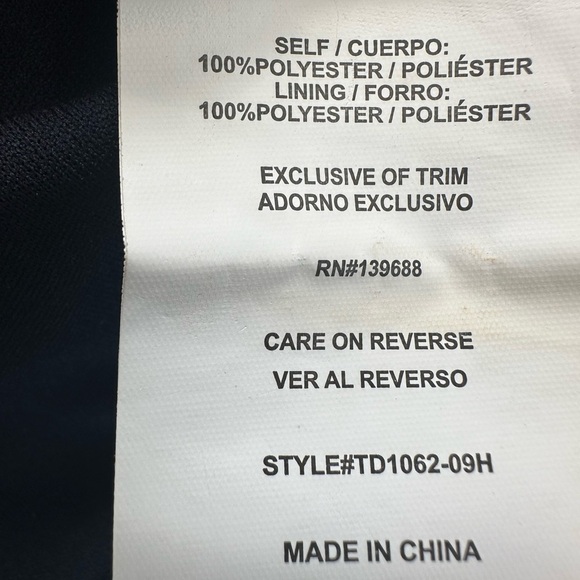 SELF / CUERPO:
100%POLYESTER / POLIÉSTER
LINING / FORRO:
100%POLYESTER / POLIÉSTER
EXCLUSIVE OF TRIM
ADORNO EXCLUSIVO
RN#139688
CARE ON REVERSE
VER AL REVERSO
STYLE#TD1062-09H
MADE IN CHINA